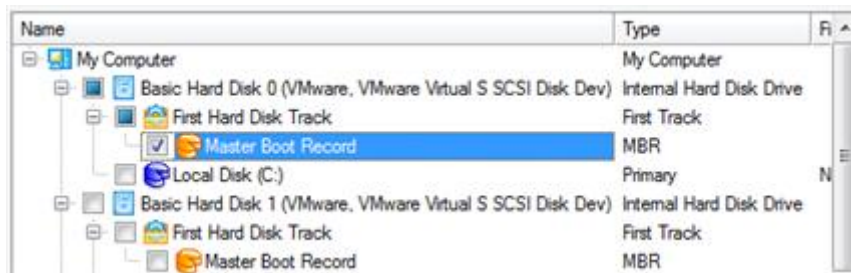 Name Type Fi
My Computer My Computer
Basic Hard Disk 0 (VMware, VMware Virtual S SCSI Disk Dev) Internal Hard Disk Drive
First Hard Disk Track First Track
Master Boot Record MBR
Local Disk (C:) Primary N
Basic Hard Disk 1 (VMware, VMware Virtual S SCSI Disk Dev) Internal Hard Disk Drive
First Hard Disk Track First Track
Master Boot Record MBR